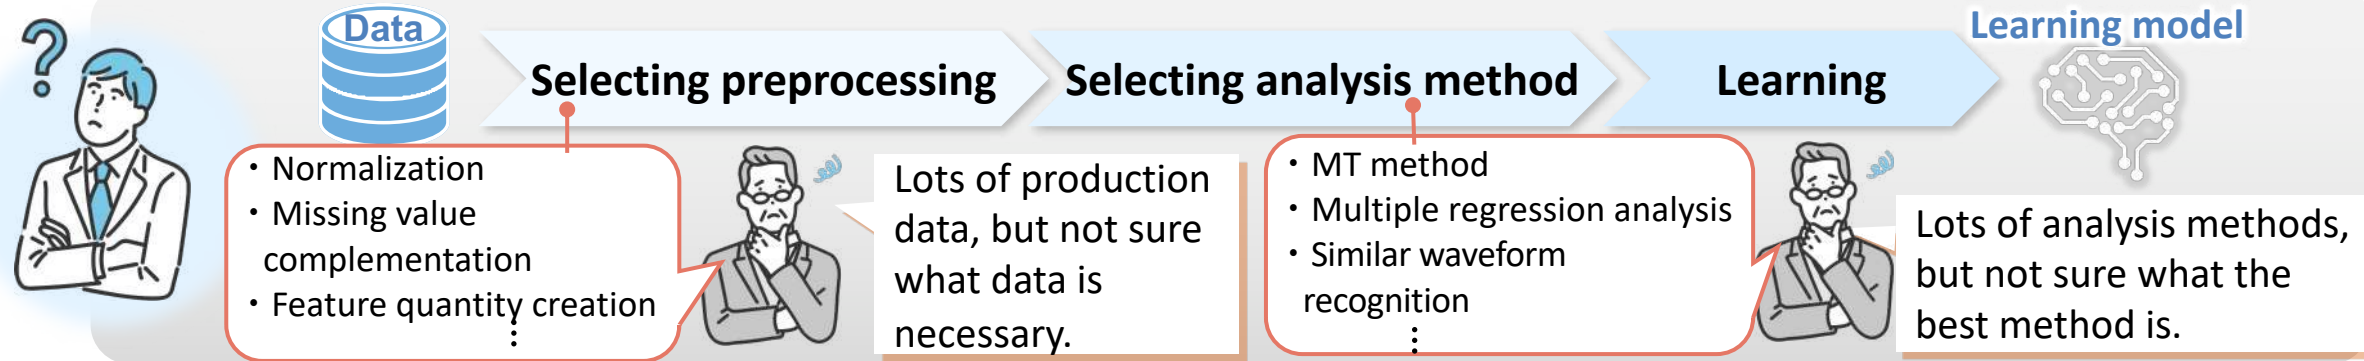 ?
Data
Selecting preprocessing
Selecting analysis method
Learning
Learning model
・Normalization
・Missing value
complementation
・Feature quantity creation
⋮
Lots of production
data, but not sure
what data is
necessary.
・MT method
・Multiple regression analysis
・Similar waveform
recognition
⋮
Lots of analysis methods,
but not sure what the
best method is.